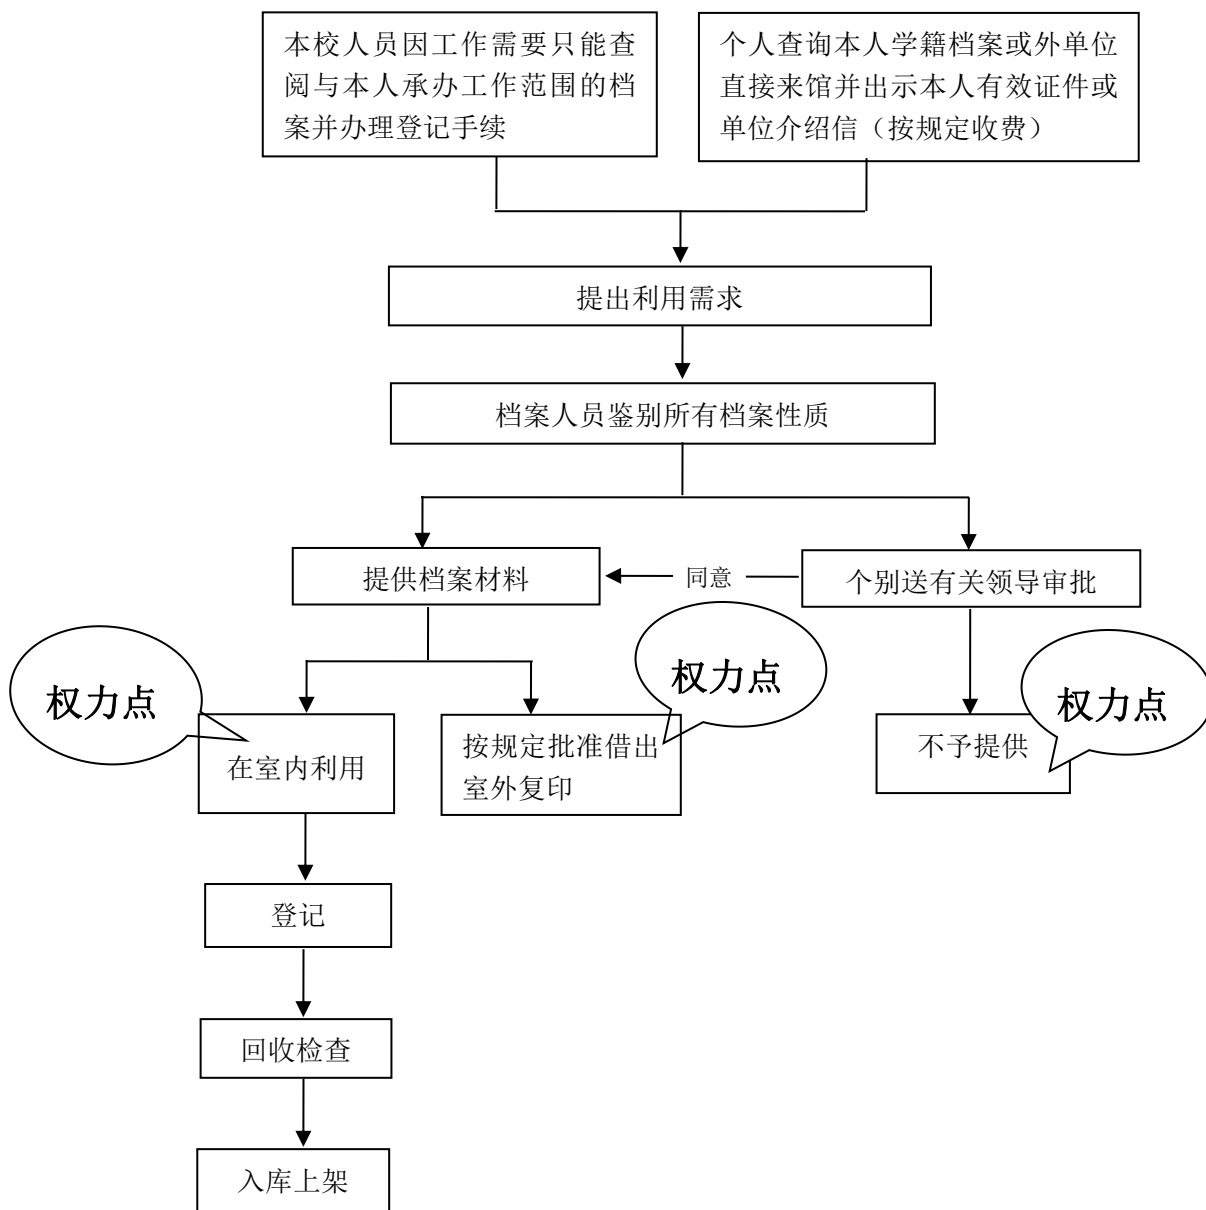 本校人员因工作需要只能查
阅与本人承办工作范围的档
案并办理登记手续
个人查询本人学籍档案或外单位
直接来馆并出示本人有效证件或
单位介绍信（按规定收费）
提出利用需求
档案人员鉴别所有档案性质
提供档案材料
同意
个别送有关领导审批
权力点
权力点
权力点
在室内利用
按规定批准借出
室外复印
不予提供
登记
回收检查
入库上架